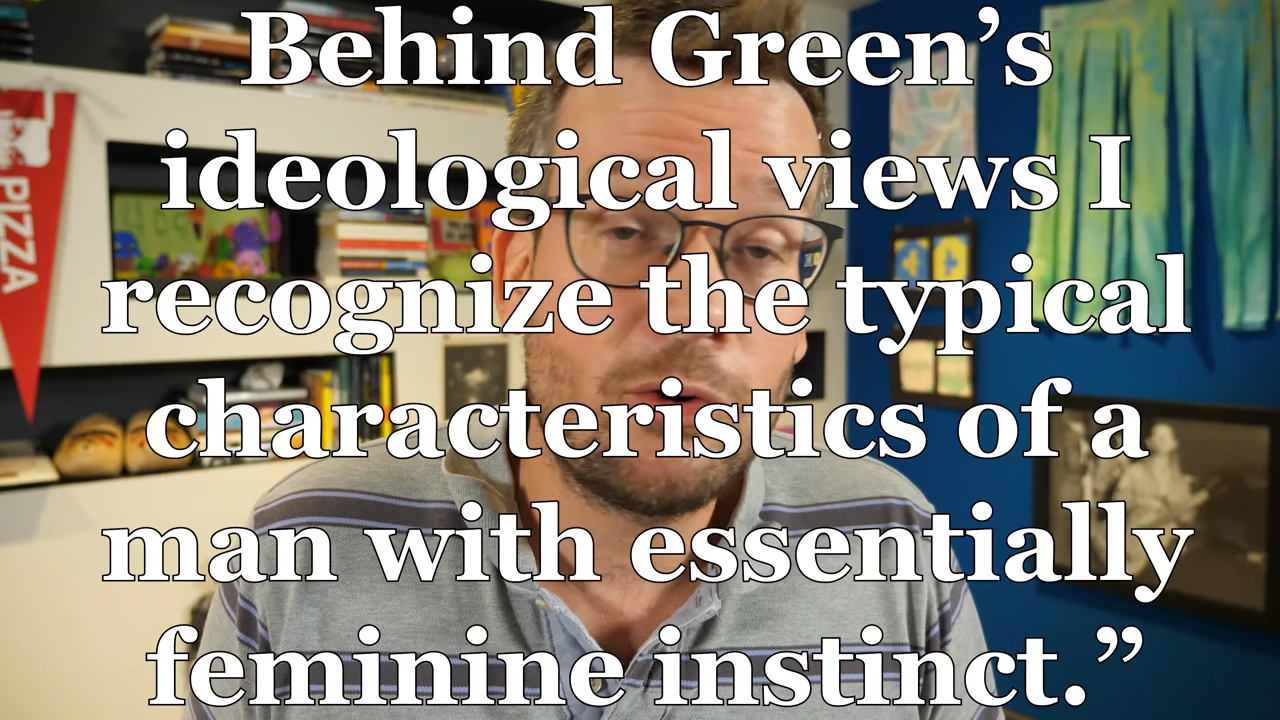 Behind Green’s
ideological views I
recognize the typical
characteristics of a
man with essentially
feminine instinct.”
PIZZA